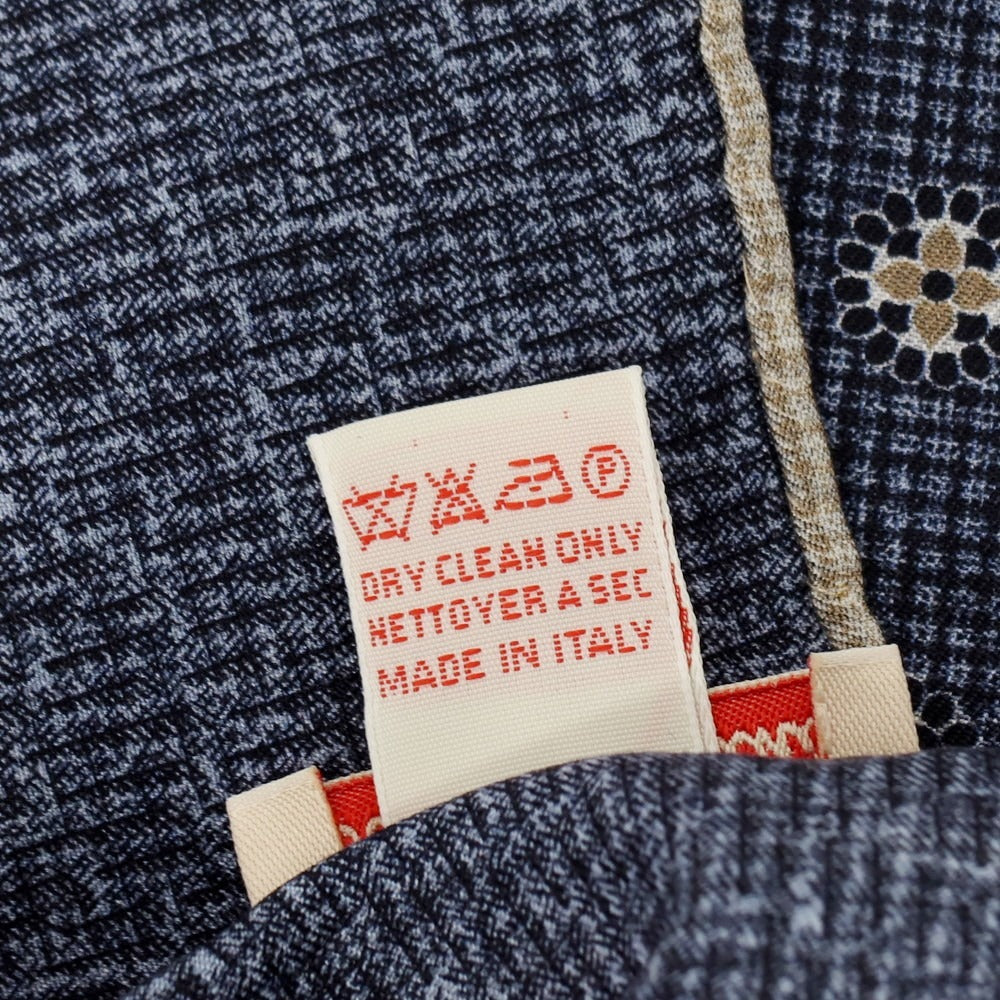 P
DRY CLEAN ONLY
NETTOYER A SEC
MADE IN ITALY